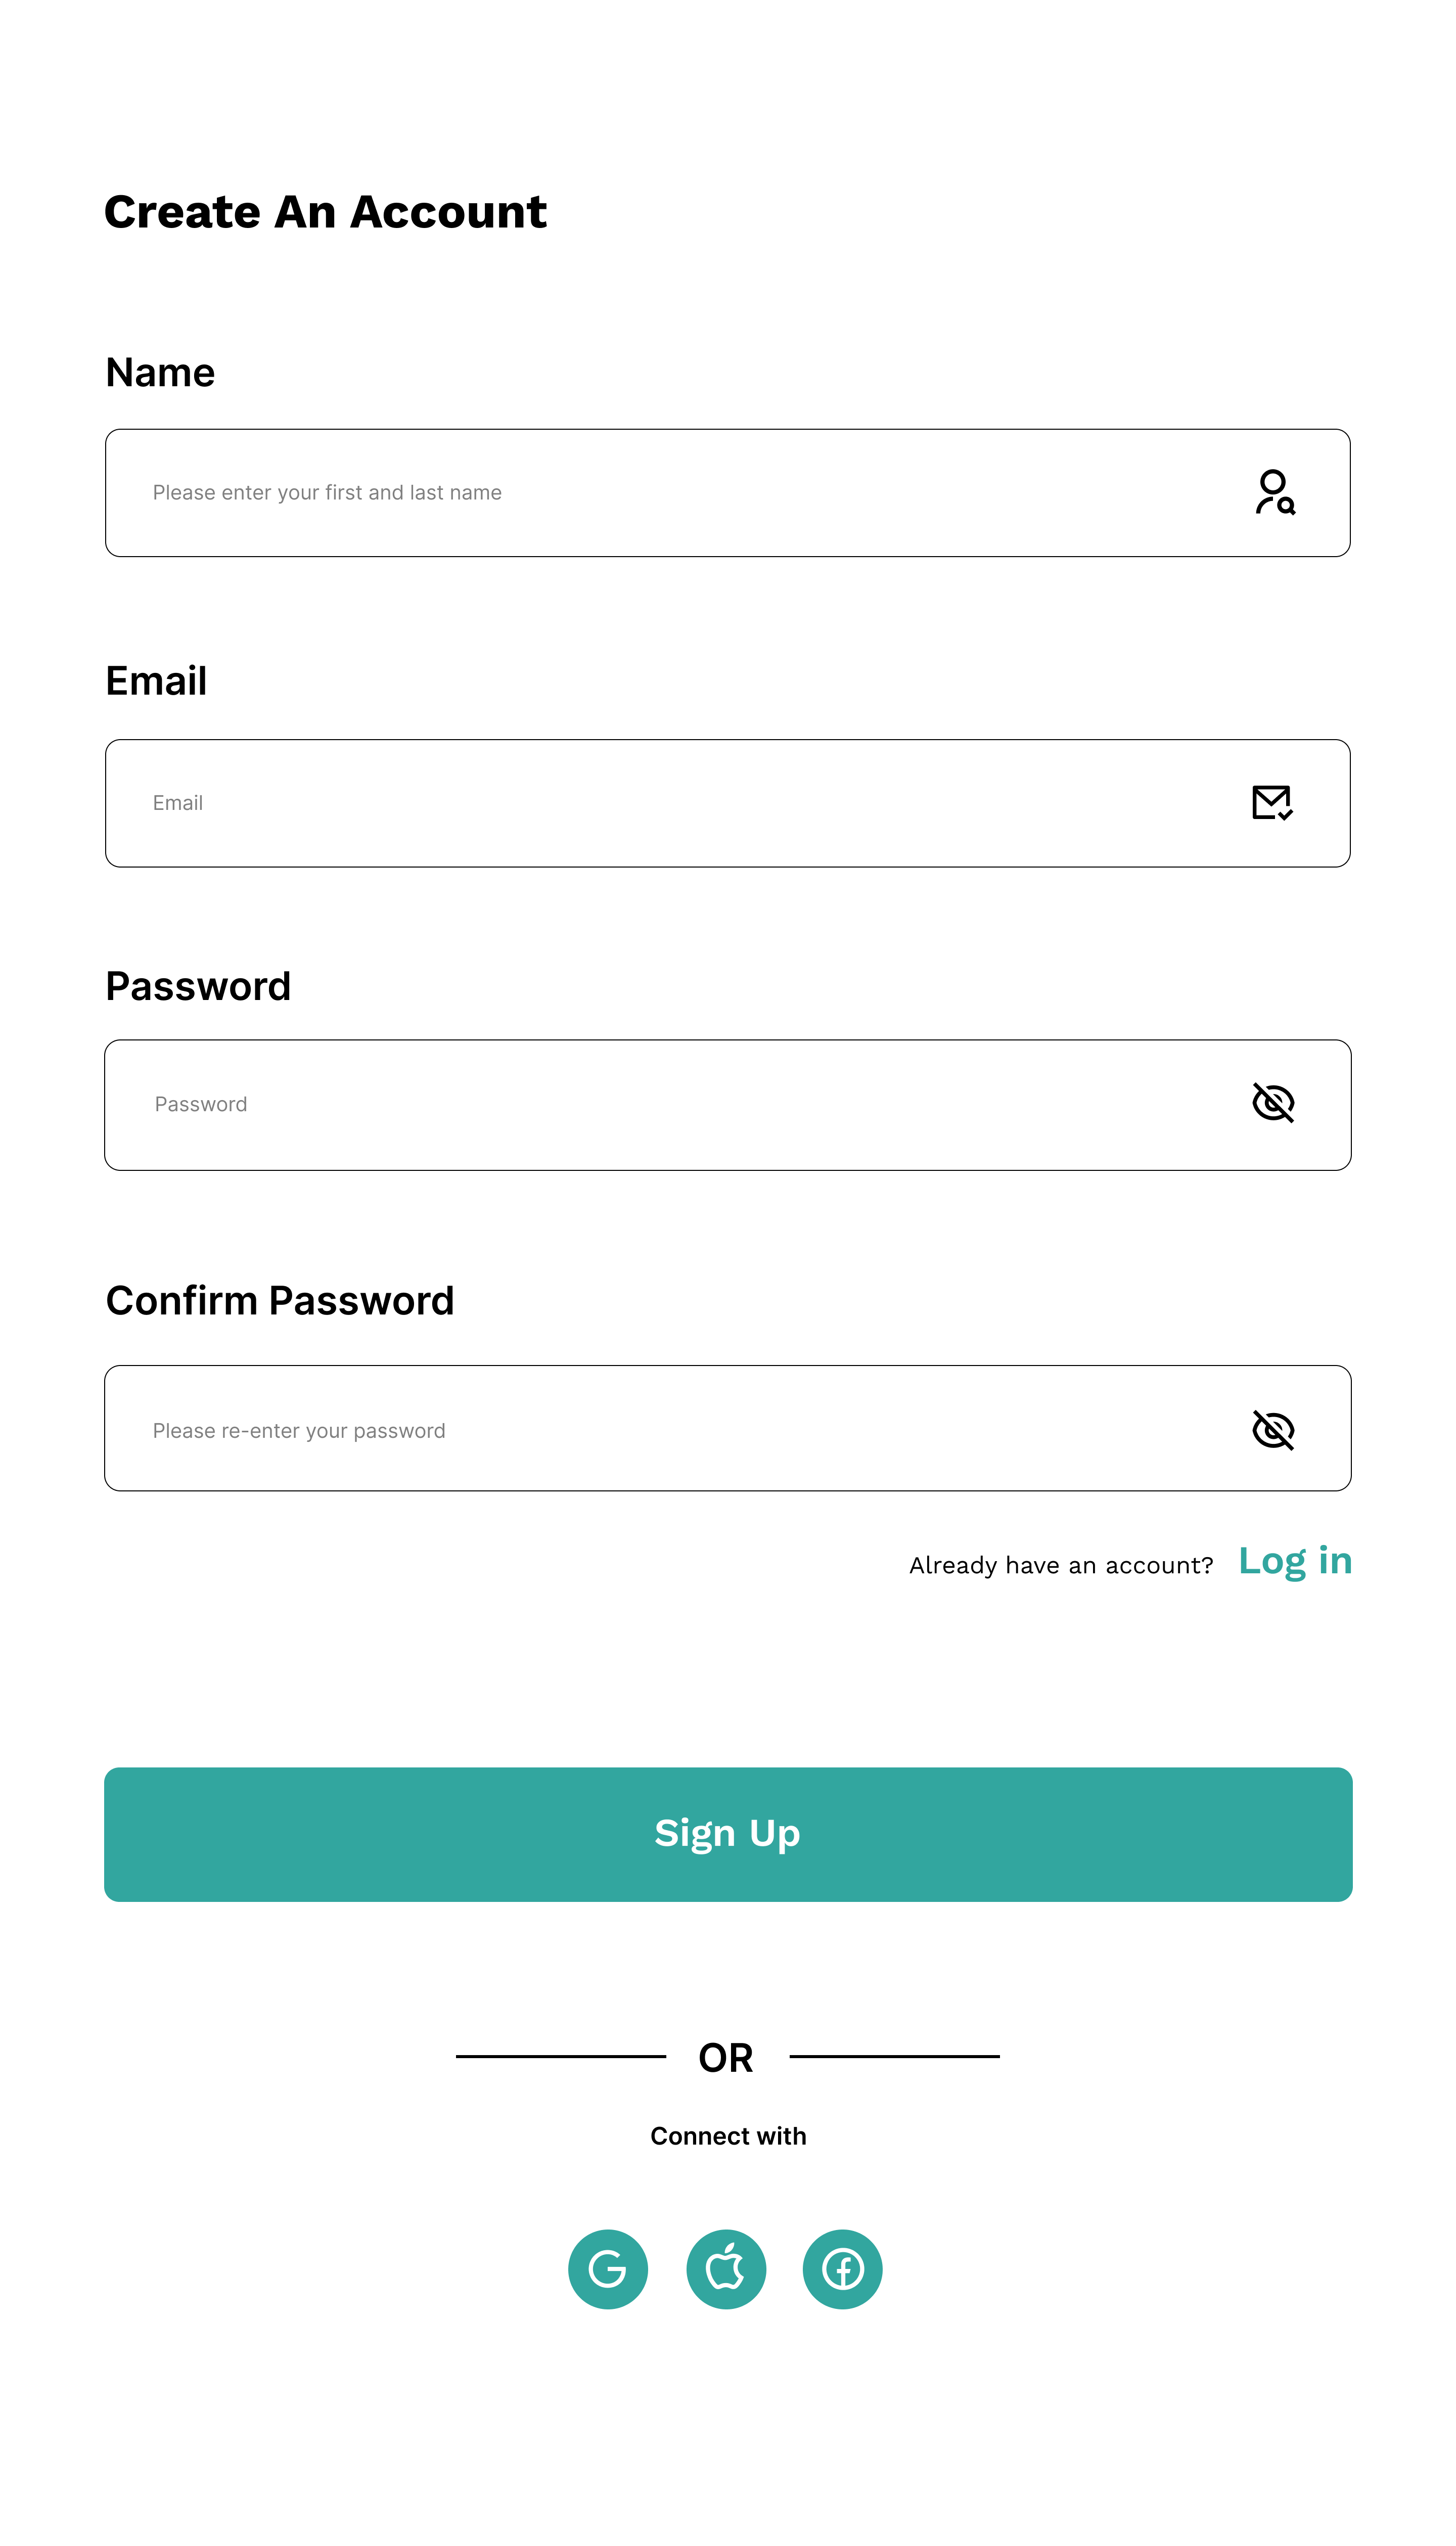 Create An Account
Name
Please enter your first and last name
Email
Email
Password
Password
Confirm Password
Please re-enter your password
Already have an account? Log in
Sign Up
OR
Connect with